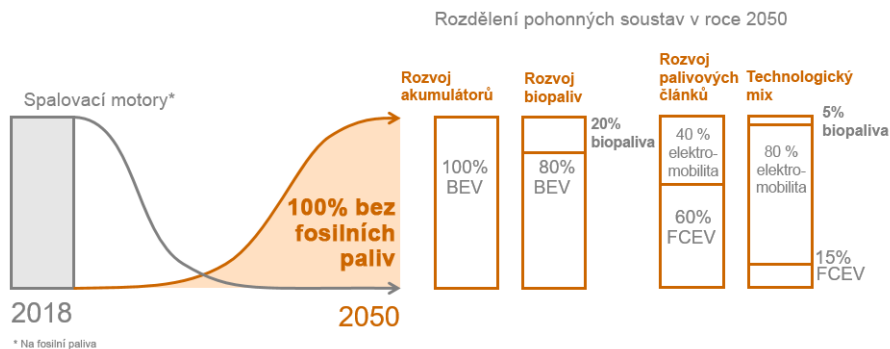 Rozdělení pohonných soustav v roce 2050
Spalovací motory*
100% bez
fosilních
paliv
2018
2050
* Na fosilní paliva
Rozvoj
akumulátorů
100%
BEV
Rozvoj
biopaliv
20%
biopaliva
80%
BEV
Rozvoj
palivových
článků
40 %
elektro-
mobilita
60%
FCEV
Technologický
mix
5%
biopaliva
80 %
elektro-
mobilita
15%
FCEV